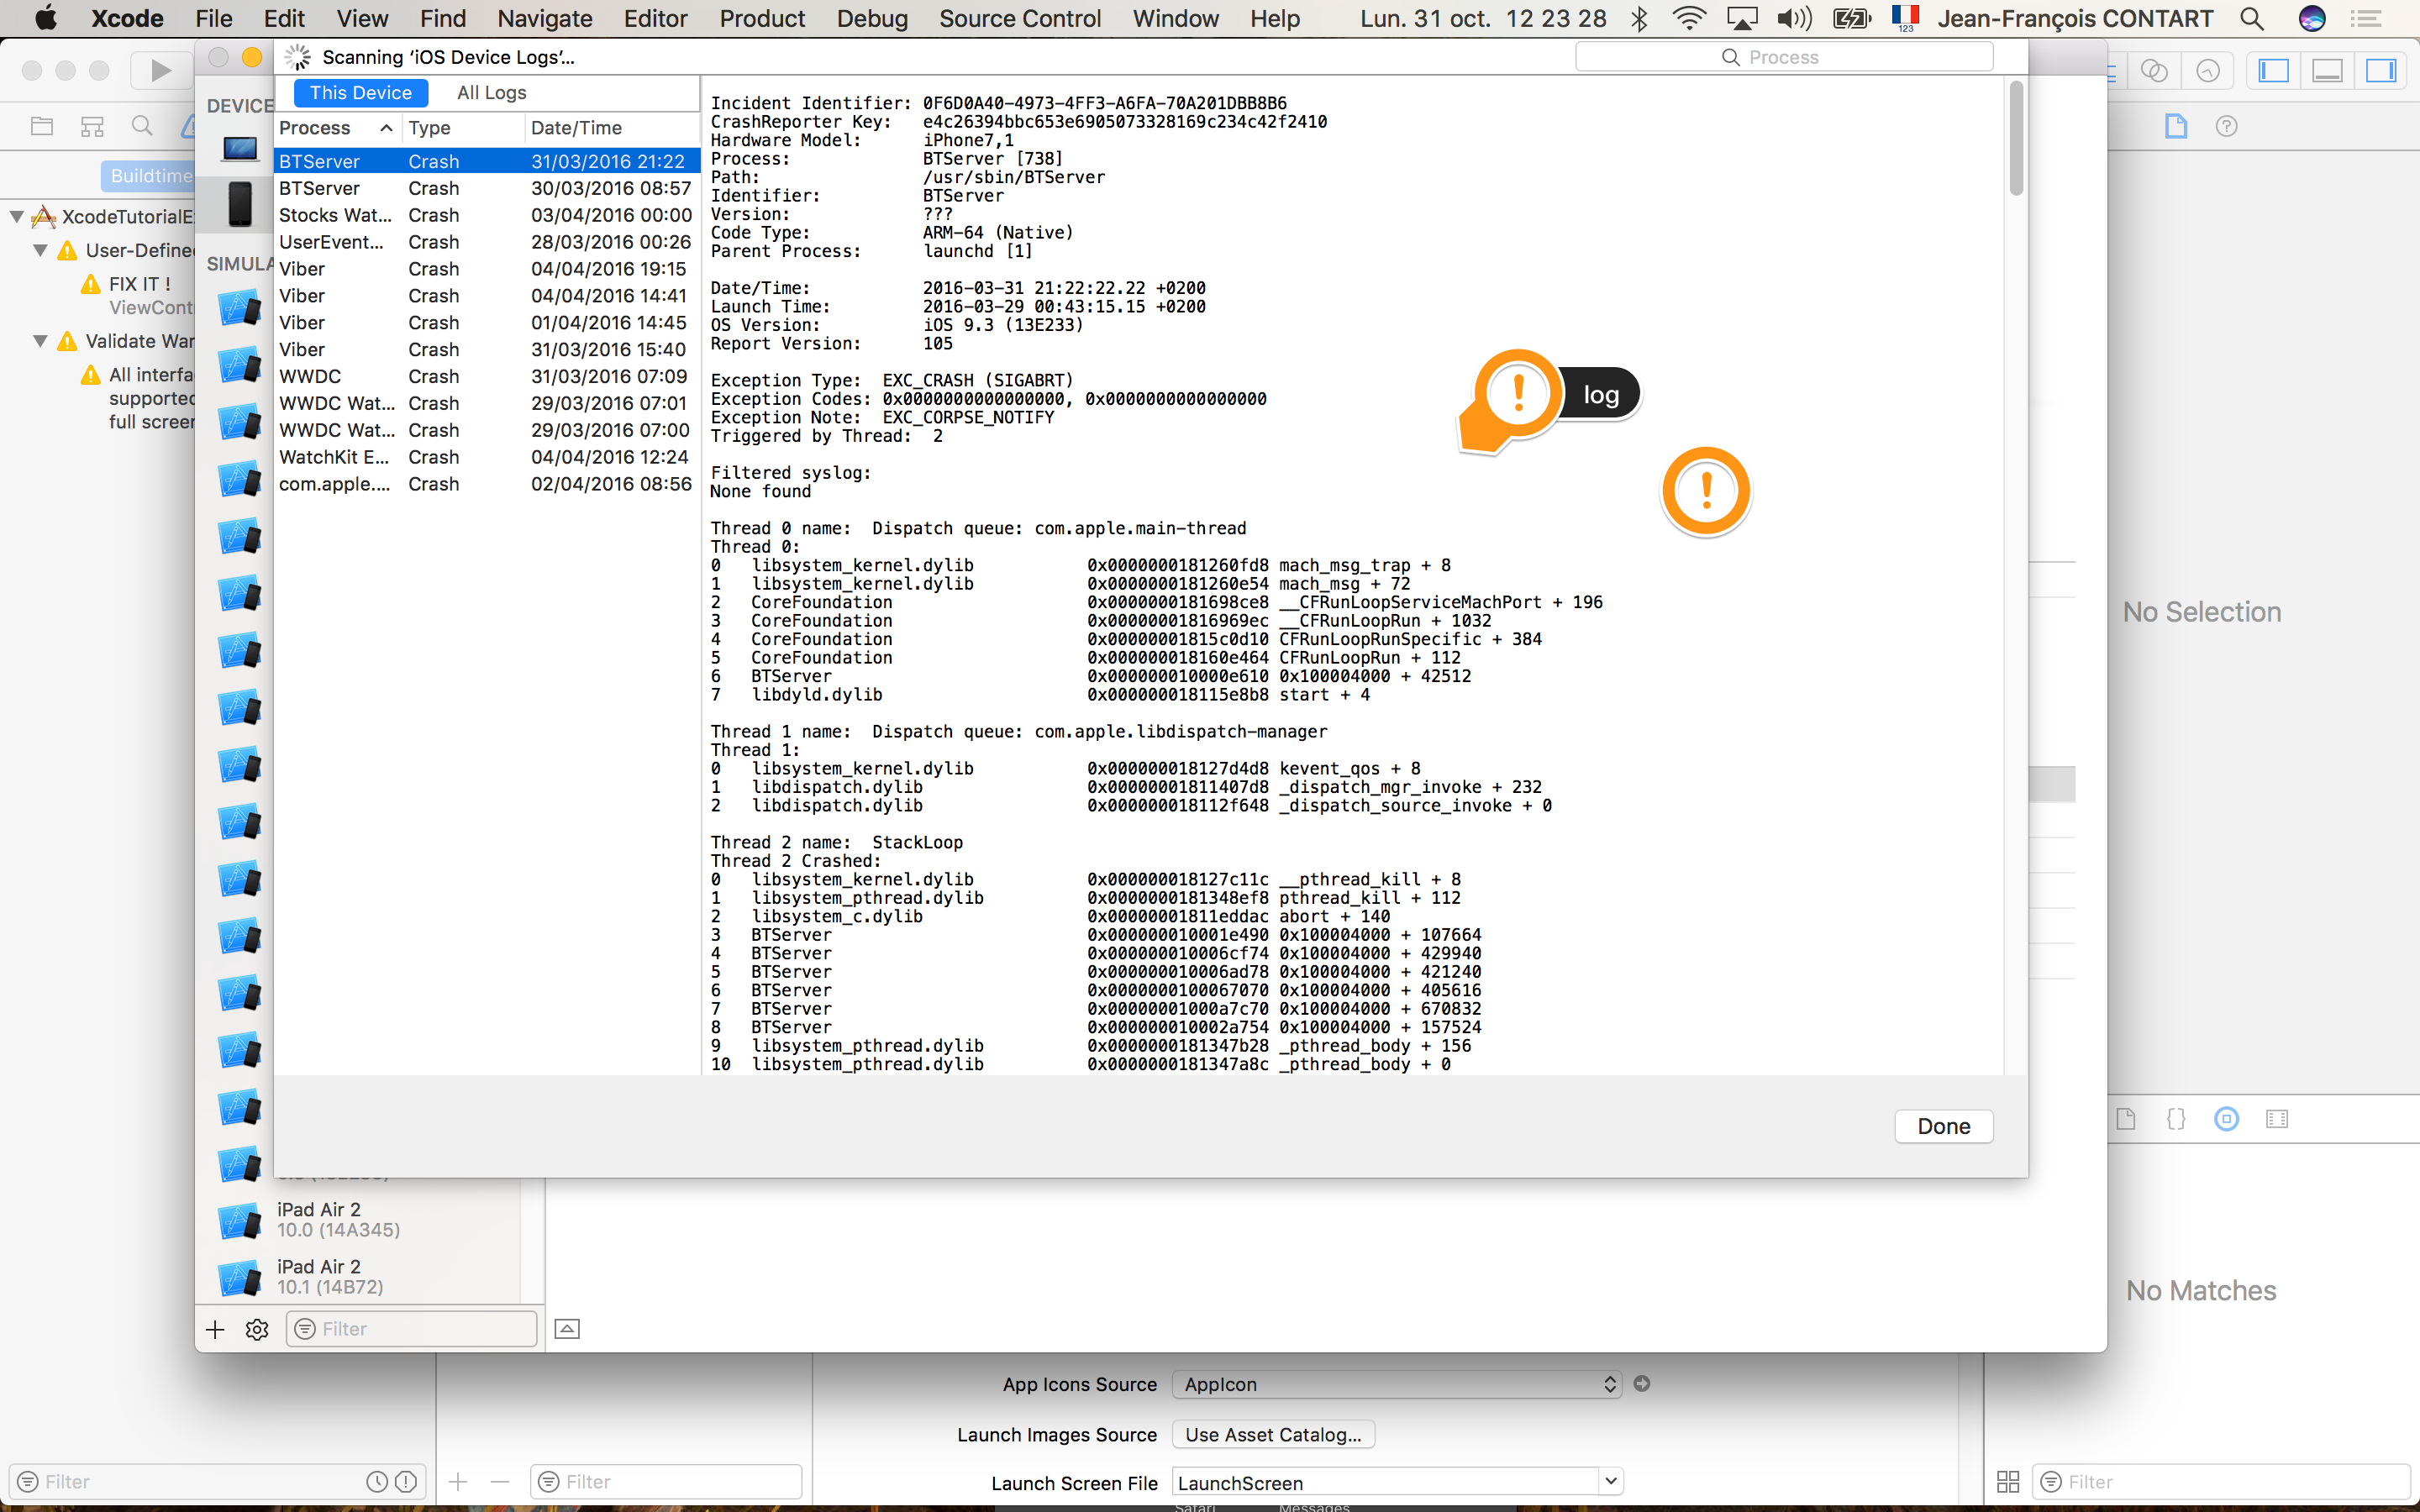 Xcode File Edit View Find Navigate Editor Product Debug Source Control Window Help Lun. 31 oct. 12 23 28 123 Jean-François CONTART
Scanning ‘iOS Device Logs’...
Process
This Device All Logs
Process Type Date/Time
BTServer Crash 31/03/2016 21:22
BTServer Crash 30/03/2016 08:57
Stocks Wat... Crash 03/04/2016 00:00
UserEvent... Crash 28/03/2016 00:26
Viber Crash 04/04/2016 19:15
Viber Crash 04/04/2016 14:41
Viber Crash 01/04/2016 14:45
Viber Crash 31/03/2016 15:40
WWDC Crash 31/03/2016 07:09
WWDC Wat... Crash 29/03/2016 07:01
WWDC Wat... Crash 29/03/2016 07:00
WatchKit E... Crash 04/04/2016 12:24
com.apple.... Crash 02/04/2016 08:56
Incident Identifier: 0F6D0A40-4973-4FF3-A6FA-70A201DBB8B6
CrashReporter Key: e4c26394bbc653e6905073328169c234c42f2410
Hardware Model: iPhone7,1
Process: BTServer [738]
Path: /usr/sbin/BTServer
Identifier: BTServer
Version: ???
Code Type: ARM-64 (Native)
Parent Process: launchd [1]
Date/Time: 2016-03-31 21:22:22.22 +0200
Launch Time: 2016-03-29 00:43:15.15 +0200
OS Version: iOS 9.3 (13E233)
Report Version: 105
Exception Type: EXC_CRASH (SIGABRT)
Exception Codes: 0x0000000000000000, 0x0000000000000000
Exception Note: EXC_CORPSE_NOTIFY
Triggered by Thread: 2
log
Filtered syslog:
None found
Thread 0 name: Dispatch queue: com.apple.main-thread
Thread 0:
0 libsystem_kernel.dylib 0x0000000181260fd8 mach_msg_trap + 8
1 libsystem_kernel.dylib 0x0000000181260e54 mach_msg + 72
2 CoreFoundation 0x0000000181698ce8 __CFRunLoopServiceMachPort + 196
3 CoreFoundation 0x00000001816969ec __CFRunLoopRun + 1032
4 CoreFoundation 0x00000001815c0d10 CFRunLoopRunSpecific + 384
5 CoreFoundation 0x000000018160e464 CFRunLoopRun + 112
6 BTServer 0x000000010000e610 0x100004000 + 42512
7 libdyld.dylib 0x000000018115e8b8 start + 4
Thread 1 name: Dispatch queue: com.apple.libdispatch-manager
Thread 1:
0 libsystem_kernel.dylib 0x000000018127d4d8 kevent_qos + 8
1 libdispatch.dylib 0x00000001811407d8 _dispatch_mgr_invoke + 232
2 libdispatch.dylib 0x000000018112f648 _dispatch_source_invoke + 0
Thread 2 name: StackLoop
Thread 2 Crashed:
0 libsystem_kernel.dylib 0x000000018127c11c __pthread_kill + 8
1 libsystem_pthread.dylib 0x0000000181348ef8 pthread_kill + 112
2 libsystem_c.dylib 0x00000001811eddac abort + 140
3 BTServer 0x000000010001e490 0x100004000 + 107664
4 BTServer 0x000000010006cf74 0x100004000 + 429940
5 BTServer 0x000000010006ad78 0x100004000 + 421240
6 BTServer 0x0000000100067070 0x100004000 + 405616
7 BTServer 0x00000001000a7c70 0x100004000 + 670832
8 BTServer 0x000000010002a754 0x100004000 + 157524
9 libsystem_pthread.dylib 0x0000000181347b28 _pthread_body + 156
10 libsystem_pthread.dylib 0x0000000181347a8c _pthread_body + 0
Done
DEVICE
SIMULA
iPad Air 2
10.0 (14A345)
iPad Air 2
10.1 (14B72)
Filter
Buildtime
XcodeTutorialE
User-Define
FIX IT !
ViewCont
Validate War
All interfa
supported
full screer
No Selection
No Matches
App Icons Source AppIcon
Launch Images Source Use Asset Catalog...
Launch Screen File LaunchScreen
Filter
Filter
Filter
Safari Messages